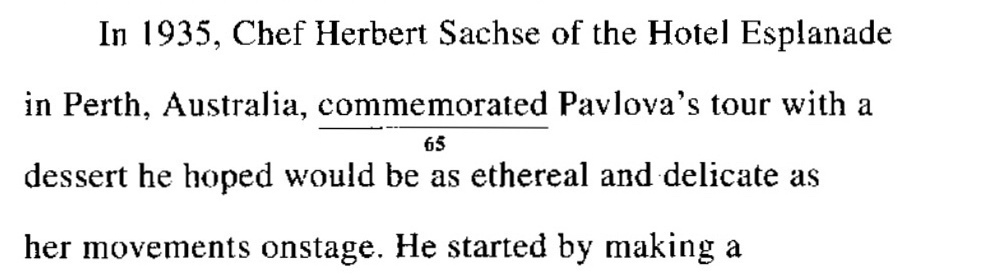 In 1935, Chef Herbert Sachse of the Hotel Esplanade
in Perth, Australia, commemorated Pavlova's tour with a
65
dessert he hoped would be as ethereal and delicate as
her movements onstage. He started by making a